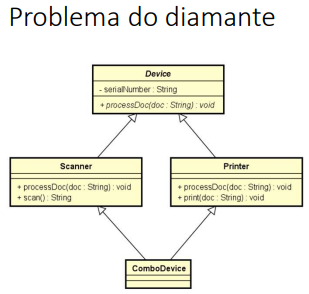 Problema do diamante
Device
- serialNumber : String
+ processDoc(doc : String) : void
Scanner
+ processDoc(doc : String) : void
+ scan() : String
Printer
+ processDoc(doc : String) : void
+ print(doc : String) : void
ComboDevice